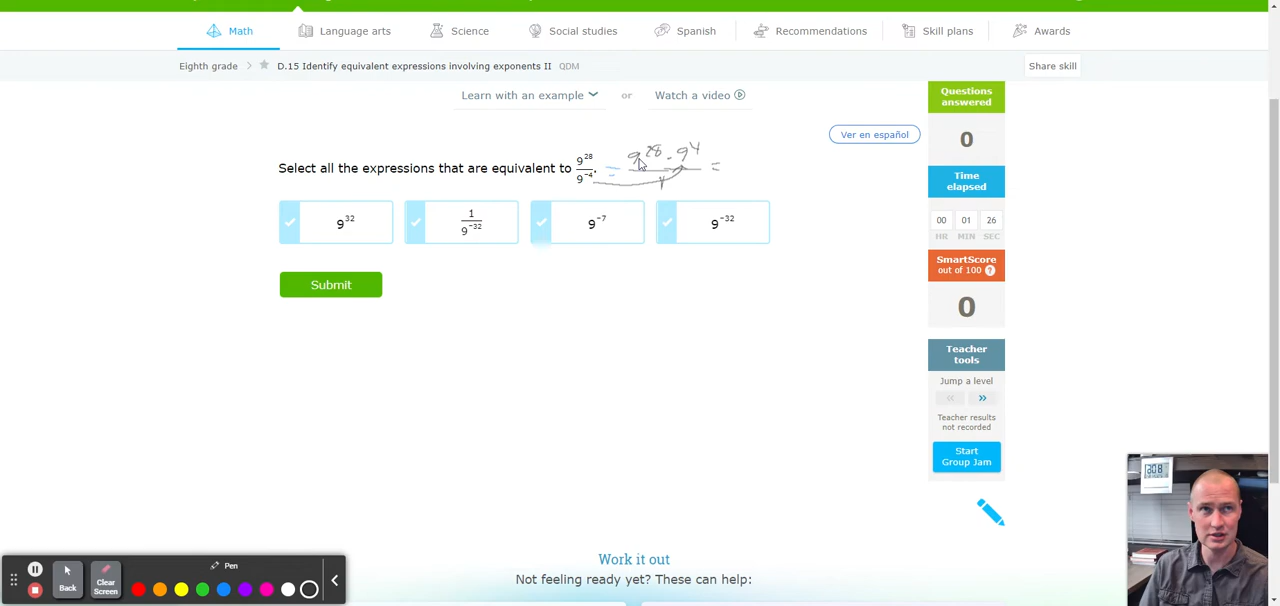 Math
Language arts
Science
Social studies
Spanish
Recommendations
Skill plans
Awards
Eighth grade > D.15 Identify equivalent expressions involving exponents II QDM
Share skill
Learn with an example or Watch a video
Ver en español
Select all the expressions that are equivalent to 9^28/9^-4. = 9^28 · 9^4 =
9^32
1/9^-32
9^-7
9^-32
Submit
Questions answered
0
Time elapsed
00 01 26
HR MIN SEC
SmartScore out of 100 ?
0
Teacher tools
Jump a level
<< >>
Teacher results not recorded
Start Group Jam
Work it out
Not feeling ready yet? These can help:
Back
Clear Screen
Pen